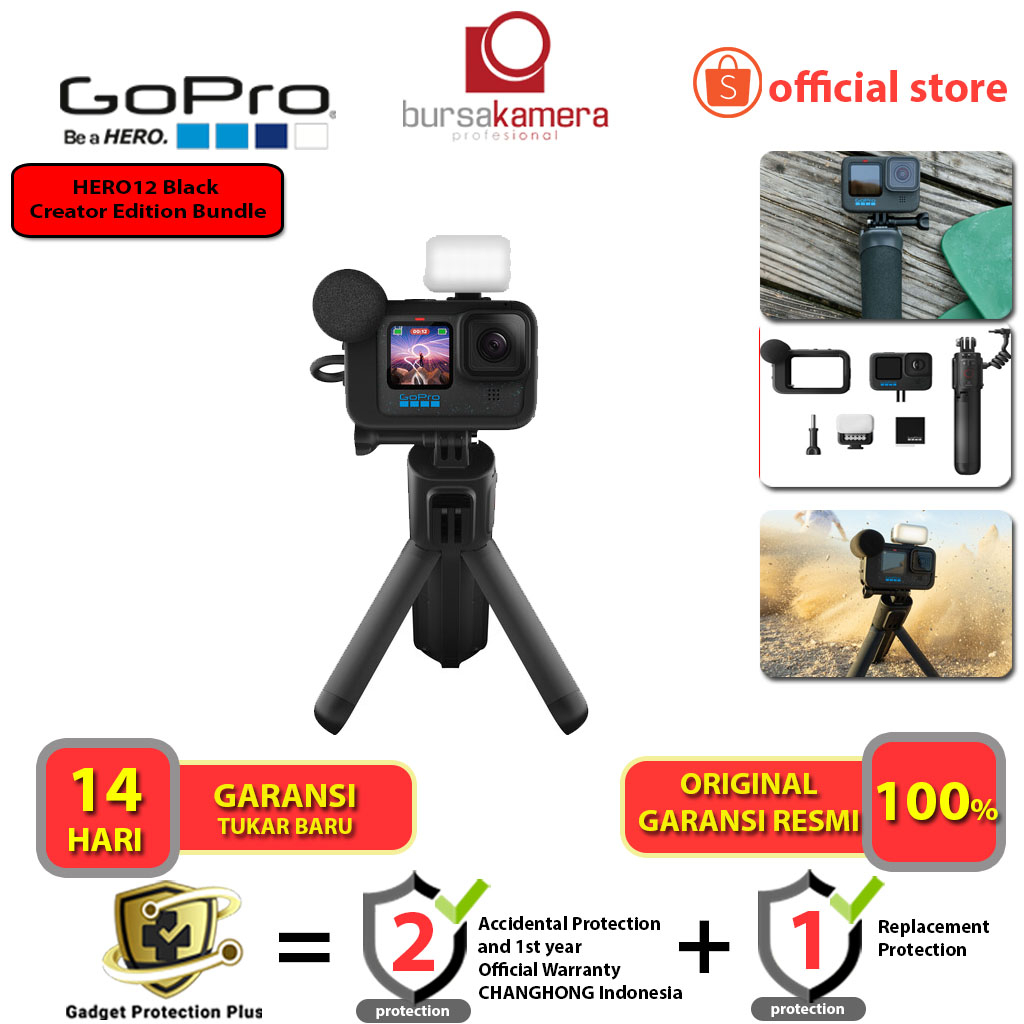 GoPro
Be a HERO.
bursakamera
profesional
official store
HERO12 Black
Creator Edition Bundle
GoPro
14
HARI
GARANSI
TUKAR BARU
ORIGINAL
GARANSI RESMI
100%
Gadget Protection Plus
=
2
protection
Accidental Protection
and 1st year
Official Warranty
CHANGHONG Indonesia
+
1
protection
Replacement
Protection